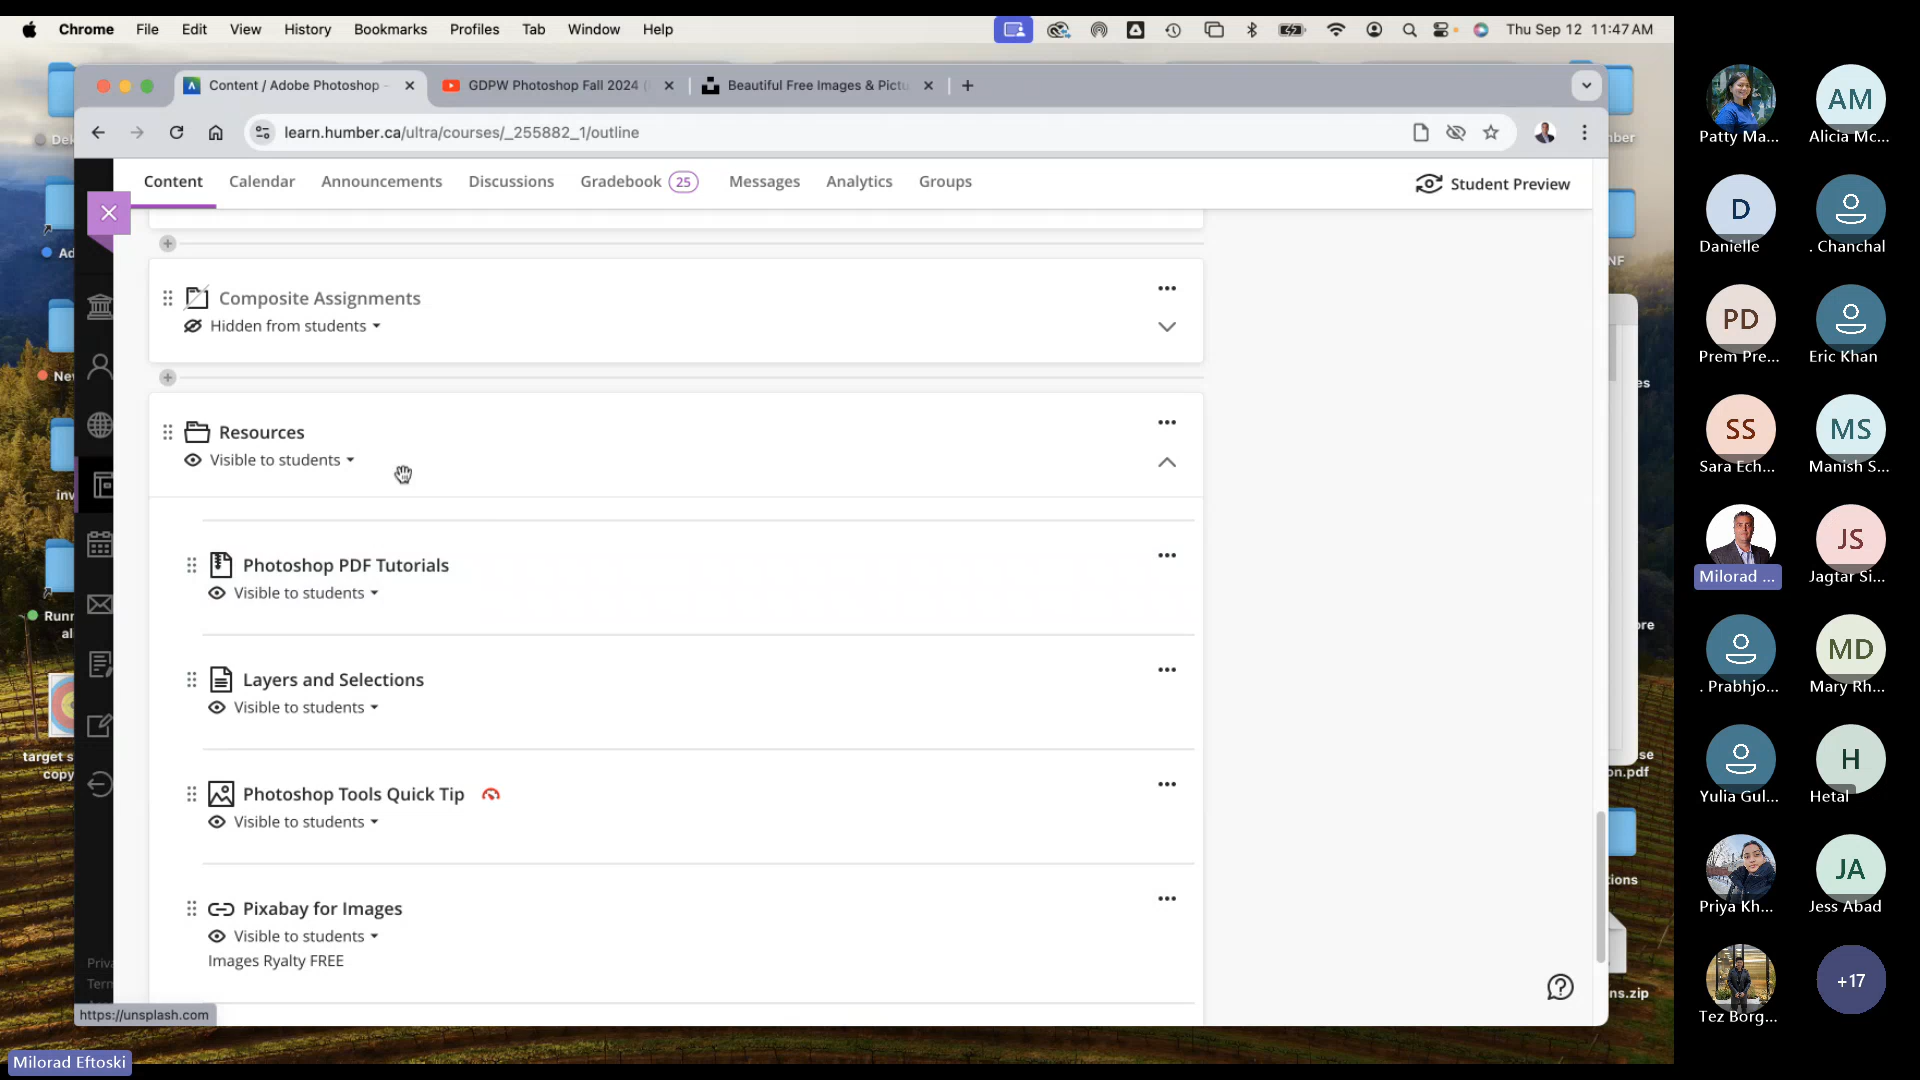 Chrome File Edit View History Bookmarks Profiles Tab Window Help Thu Sep 12 11:47 AM
Content / Adobe Photoshop - GDPW Photoshop Fall 2024 ( Beautiful Free Images & Pictu
learn.humber.ca/ultra/courses/_255882_1/outline
Content Calendar Announcements Discussions Gradebook 25 Messages Analytics Groups Student Preview
Composite Assignments
Hidden from students
Resources
Visible to students
Photoshop PDF Tutorials
Visible to students
Layers and Selections
Visible to students
Photoshop Tools Quick Tip
Visible to students
Pixabay for Images
Visible to students
Images Ryalty FREE
https://unsplash.com
target s
copy
ns.zip
Milorad Eftoski
AM
Patty Ma... Alicia Mc...
D
Danielle . Chanchal
PD
Prem Pre... Eric Khan
SS MS
Sara Ech... Manish S...
JS
Milorad ... Jagtar Si...
MD
. Prabhjo... Mary Rh...
H
Yulia Gul... Hetal
JA
Priya Kh... Jess Abad
+17
Tez Borg...